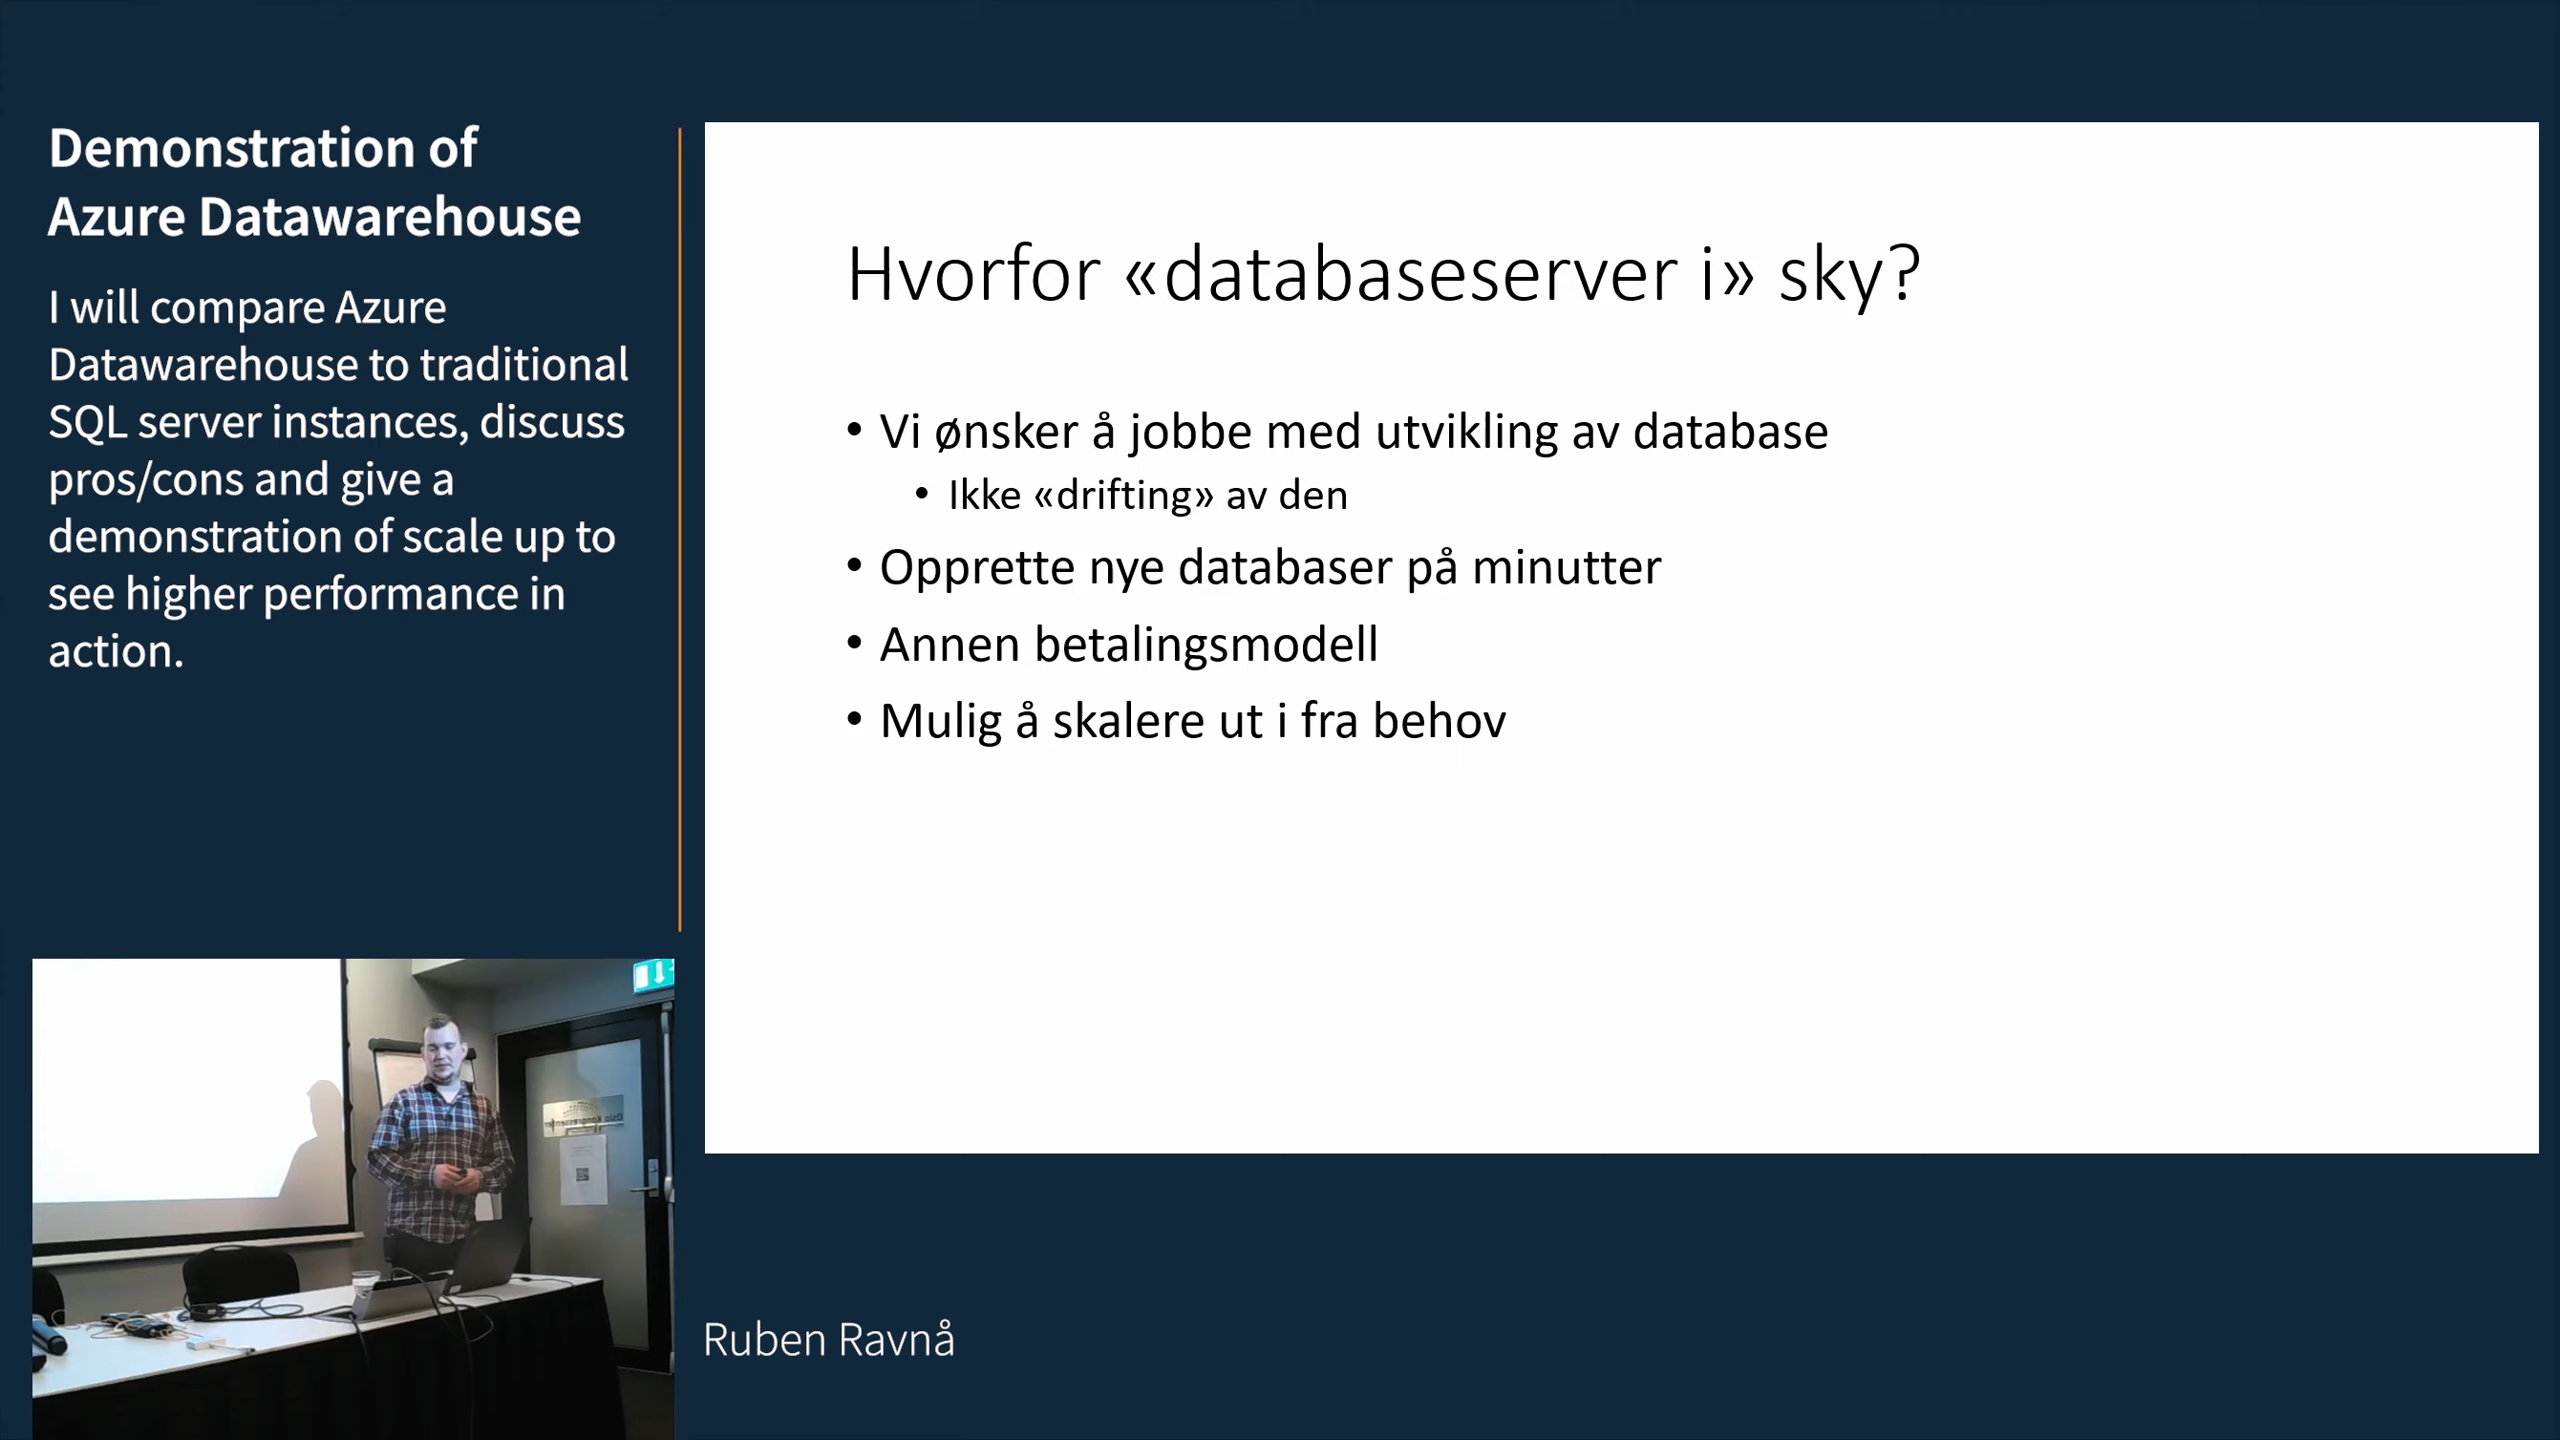 Demonstration of
Azure Datawarehouse
I will compare Azure
Datawarehouse to traditional
SQL server instances, discuss
pros/cons and give a
demonstration of scale up to
see higher performance in
action.
Hvorfor «databaseserver i» sky?
• Vi ønsker å jobbe med utvikling av database
• Ikke «drifting» av den
• Opprette nye databaser på minutter
• Annen betalingsmodell
• Mulig å skalere ut i fra behov
Oslo Kongressenter
Ruben Ravnå